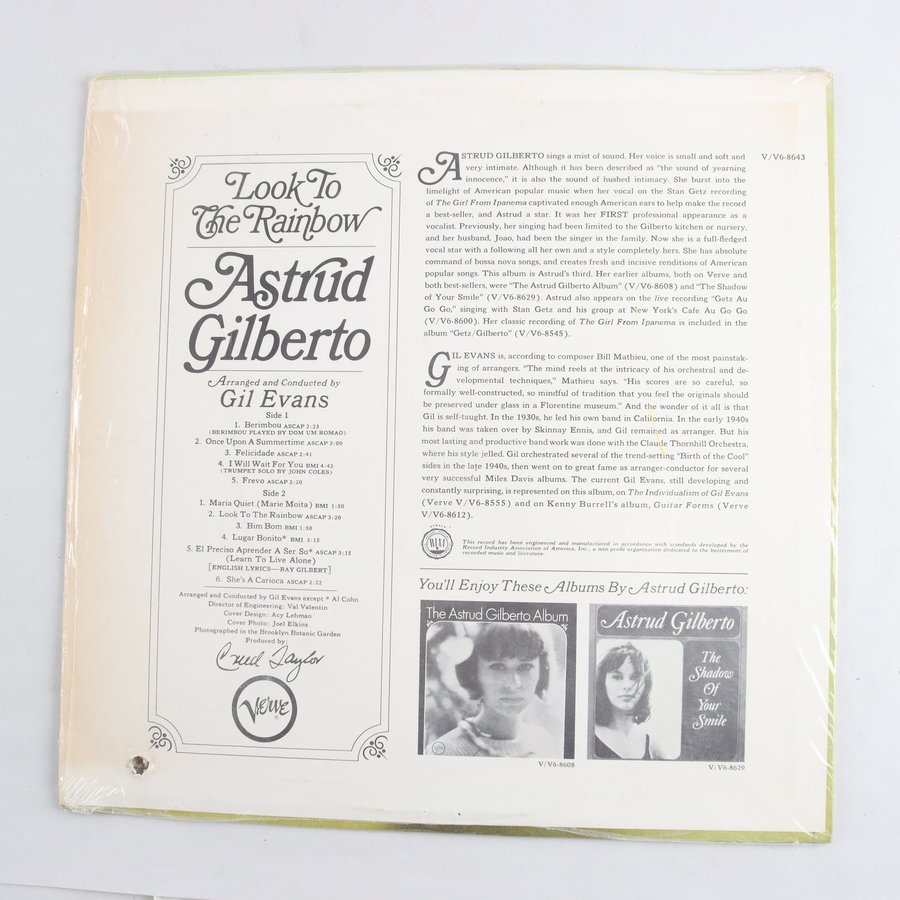 Look To
The Rainbow
Astrud
Gilberto
Arranged and Conducted by
Gil Evans
Side 1
1. Berimbou ASCAP 2:23
(BERIMBOU PLAYED BY DOM UM ROMAO)
2. Once Upon A Summertime ASCAP 3:00
3. Felicidade ASCAP 2:41
4. I Will Wait For You BMI 4:42
(TRUMPET SOLO BY JOHN COLES)
5. Frevo ASCAP 2:20
Side 2
1. Maria Quiet (Marie Moita) BMI 1:50
2. Look To The Rainbow ASCAP 3:20
3. Bim Bom BMI 1:50
4. Lugar Bonito* BMI 3:15
5. El Preciso Aprender A Ser So* ASCAP 3:15
(Learn To Live Alone)
[ENGLISH LYRICS—RAY GILBERT]
6. She's A Carioca ASCAP 2:22
Arranged and Conducted by Gil Evans except * Al Cohn
Director of Engineering: Val Valentin
Cover Design: Acy Lehman
Cover Photo: Joel Elkins
Photographed in the Brooklyn Botanic Garden
Produced by:
Creed Taylor
VERVE
V/V6-8643
ASTRUD GILBERTO sings a mist of sound. Her voice is small and soft and
very intimate. Although it has been described as "the sound of yearning
innocence," it is also the sound of hushed intimacy. She burst into the
limelight of American popular music when her vocal on the Stan Getz recording
of The Girl From Ipanema captivated enough American ears to help make the record
a best-seller, and Astrud a star. It was her FIRST professional appearance as a
vocalist. Previously, her singing had been limited to the Gilberto kitchen or nursery,
and her husband, Joao, had been the singer in the family. Now she is a full-fledged
vocal star with a following all her own and a style completely hers. She has absolute
command of bossa nova songs, and creates fresh and incisive renditions of American
popular songs. This album is Astrud's third. Her earlier albums, both on Verve and
both best-sellers, were "The Astrud Gilberto Album" (V/V6-8608) and "The Shadow
of Your Smile" (V/V6-8629). Astrud also appears on the live recording "Getz Au
Go Go," singing with Stan Getz and his group at New York's Cafe Au Go Go
(V/V6-8600). Her classic recording of The Girl From Ipanema is included in the
album "Getz/Gilberto" (V/V6-8545).
GIL EVANS is, according to composer Bill Mathieu, one of the most painstak-
ing of arrangers. "The mind reels at the intricacy of his orchestral and de-
velopmental techniques," Mathieu says. "His scores are so careful, so
formally well-constructed, so mindful of tradition that you feel the originals should
be preserved under glass in a Florentine museum." And the wonder of it all is that
Gil is self-taught. In the 1930s, he led his own band in California. In the early 1940s
his band was taken over by Skinnay Ennis, and Gil remained as arranger. But his
most lasting and productive band work was done with the Claude Thornhill Orchestra,
where his style jelled. Gil orchestrated several of the trend-setting "Birth of the Cool"
sides in the late 1940s, then went on to great fame as arranger-conductor for several
very successful Miles Davis albums. The current Gil Evans, still developing and
constantly surprising, is represented on this album, on The Individualism of Gil Evans
(Verve V/V6-8555) and on Kenny Burrell's album, Guitar Forms (Verve
V/V6-8612).
This record has been engineered and manufactured in accordance with standards developed by the
Record Industry Association of America, Inc., a non-profit organization dedicated to the betterment of
recorded music and literature.
You'll Enjoy These Albums By Astrud Gilberto:
The Astrud Gilberto Album
V/V6-8608
Astrud Gilberto
The
Shadow
Of
Your
Smile
V/V6-8629